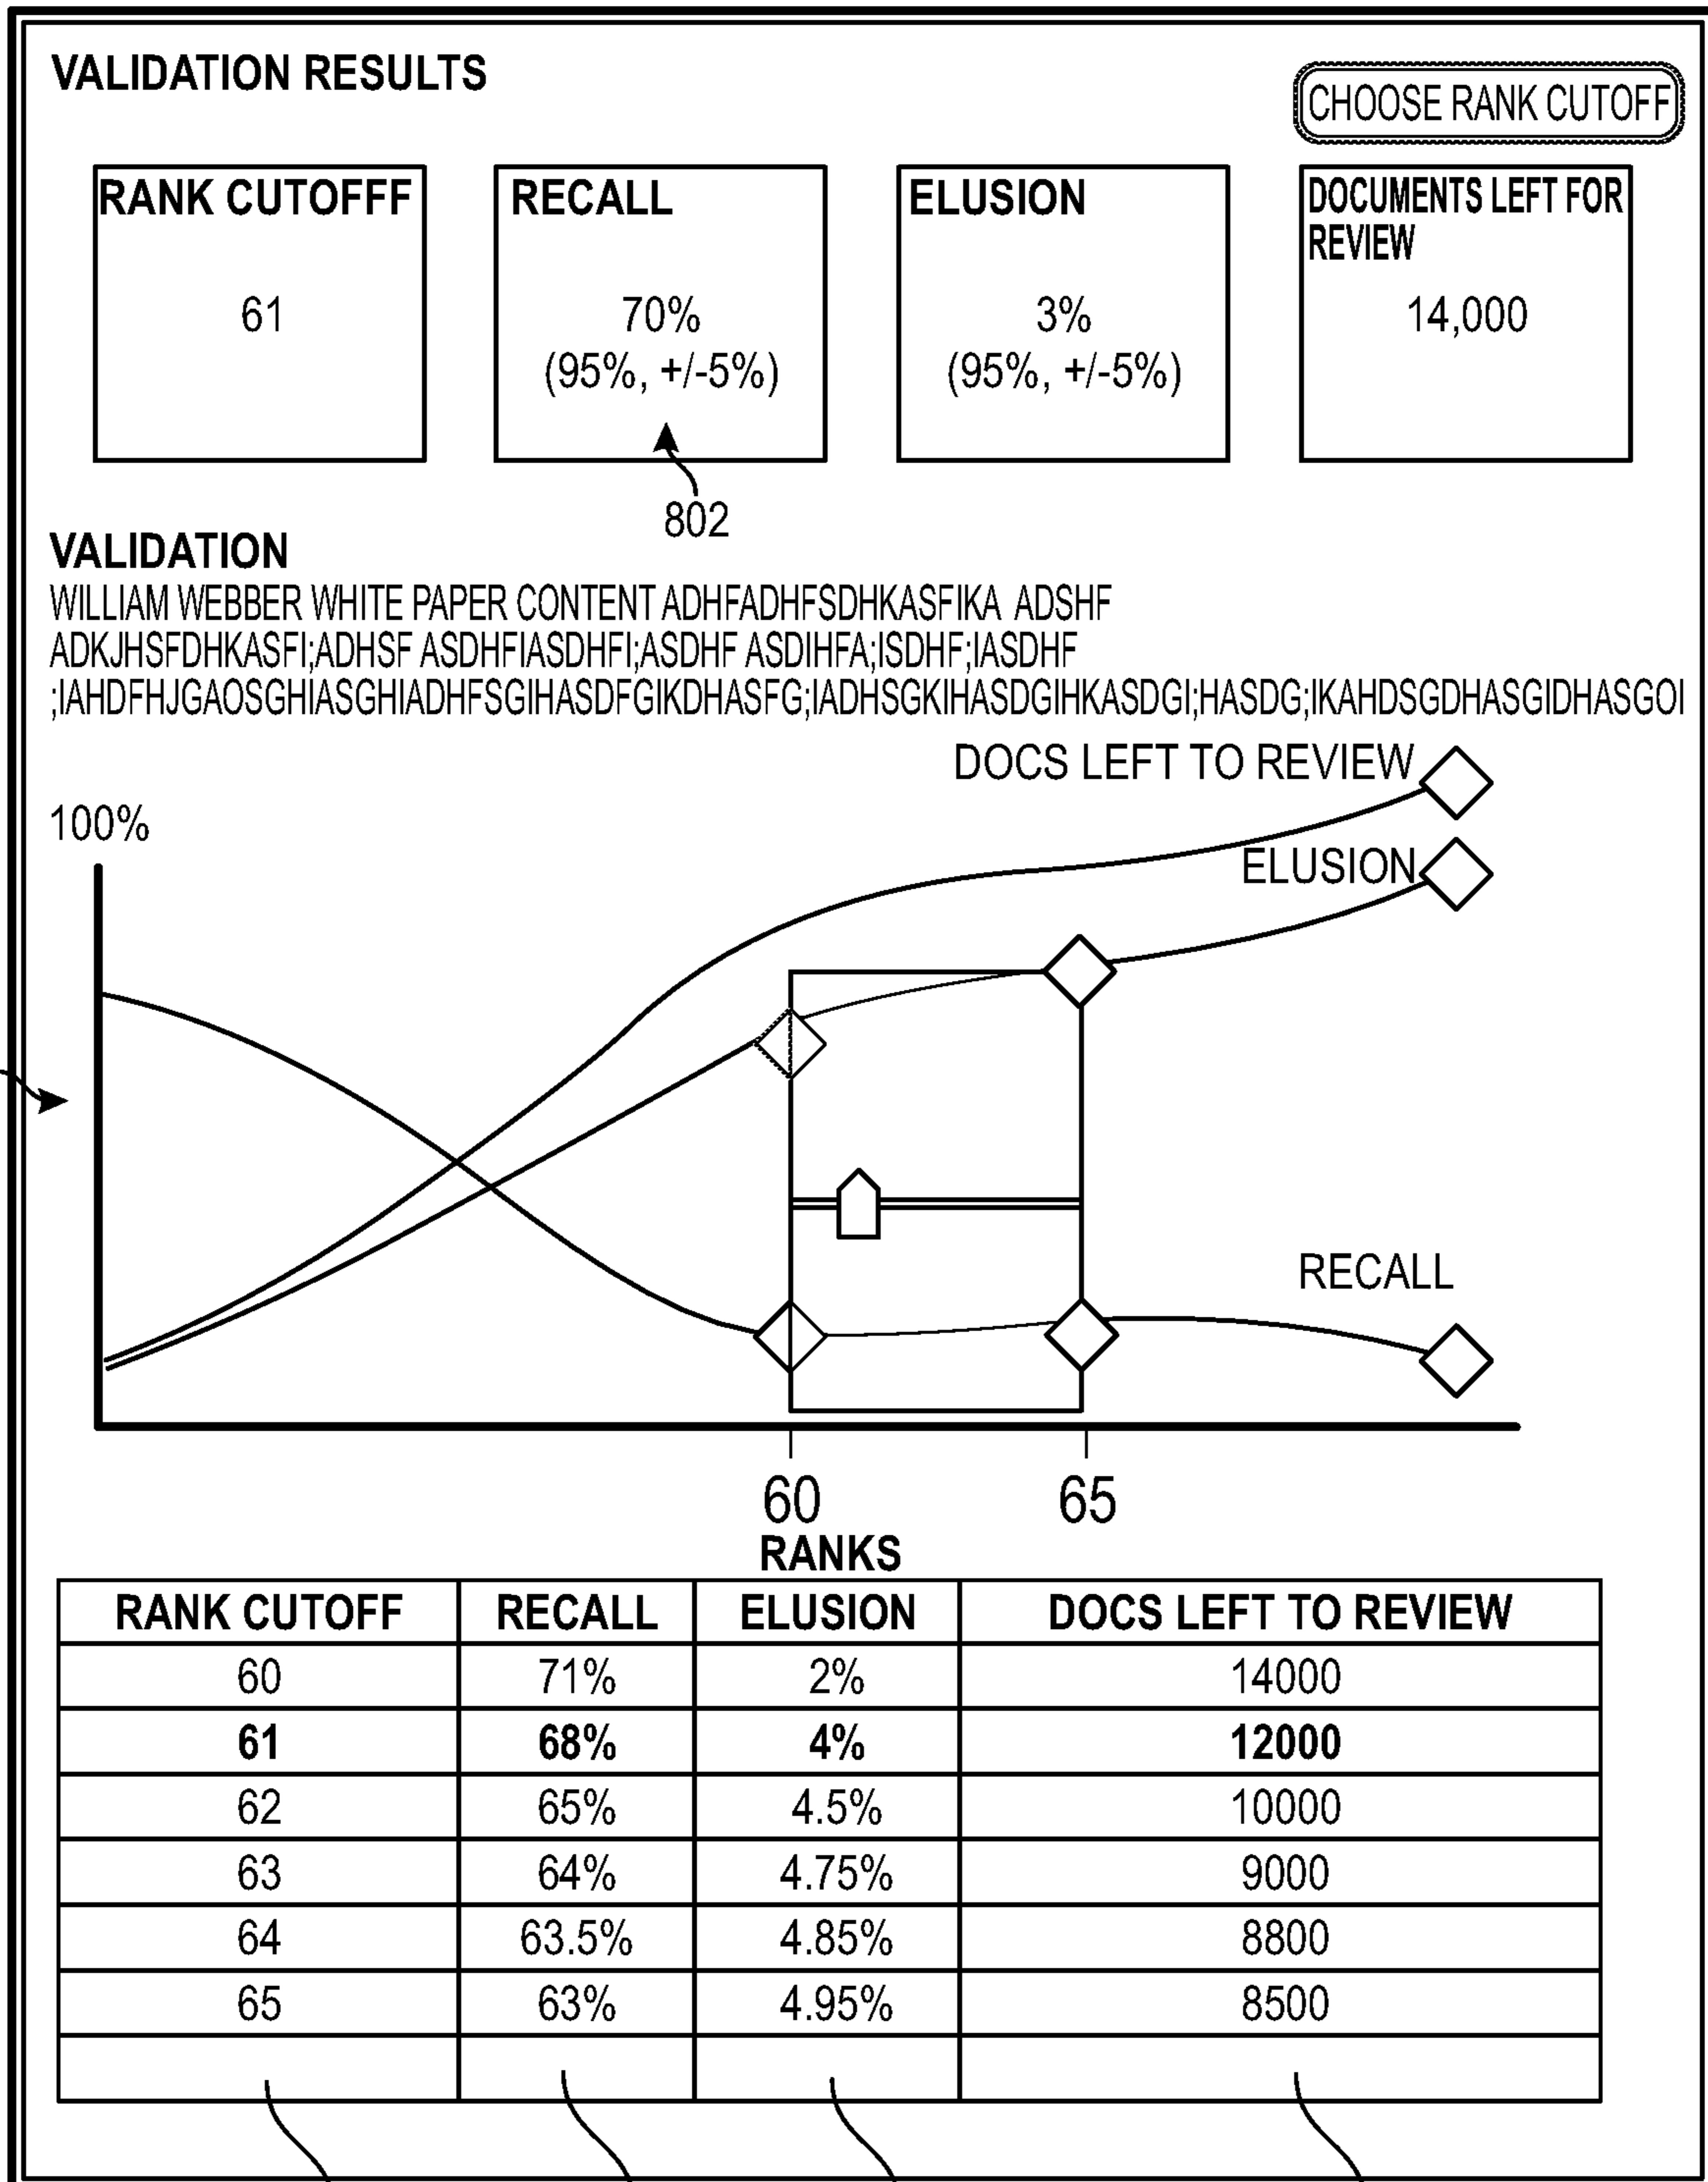 VALIDATION RESULTS
CHOOSE RANK CUTOFF
RANK CUTOFFF
61
RECALL
70%
(95%, +/-5%)
ELUSION
3%
(95%, +/-5%)
DOCUMENTS LEFT FOR
REVIEW
14,000
802
VALIDATION
WILLIAM WEBBER WHITE PAPER CONTENT ADHFADHFSDHKASFIKA ADSHF
ADKJHSFDHKASFI;ADHSF ASDHFIASDHFI;ASDHF ASDIHFA;ISDHF;IASDHF
;IAHDFHJGAOSGHIASGHIADHFSGIHASDFGIKDHASFG;IADHSGKIHASDGIHKASDGI;HASDG;IKAHDSGDHASGIDHASGOI
DOCS LEFT TO REVIEW
100%
ELUSION
RECALL
60 65
RANKS
RANK CUTOFF RECALL ELUSION DOCS LEFT TO REVIEW
60 71% 2% 14000
61 68% 4% 12000
62 65% 4.5% 10000
63 64% 4.75% 9000
64 63.5% 4.85% 8800
65 63% 4.95% 8500